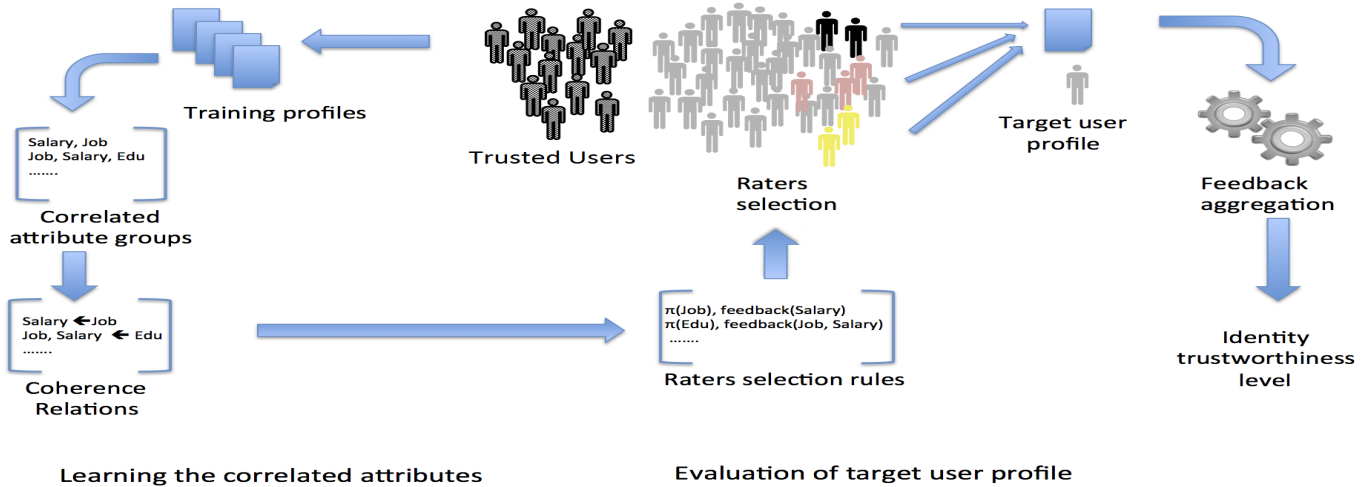 Training profiles
Trusted Users
Salary, Job
Job, Salary, Edu
.......
Correlated
attribute groups
Salary ←Job
Job, Salary ← Edu
.......
Coherence
Relations
Learning the correlated attributes
Raters
selection
π(Job), feedback(Salary)
π(Edu), feedback(Job, Salary)
.......
Raters selection rules
Target user
profile
Feedback
aggregation
Identity
trustworthiness
level
Evaluation of target user profile